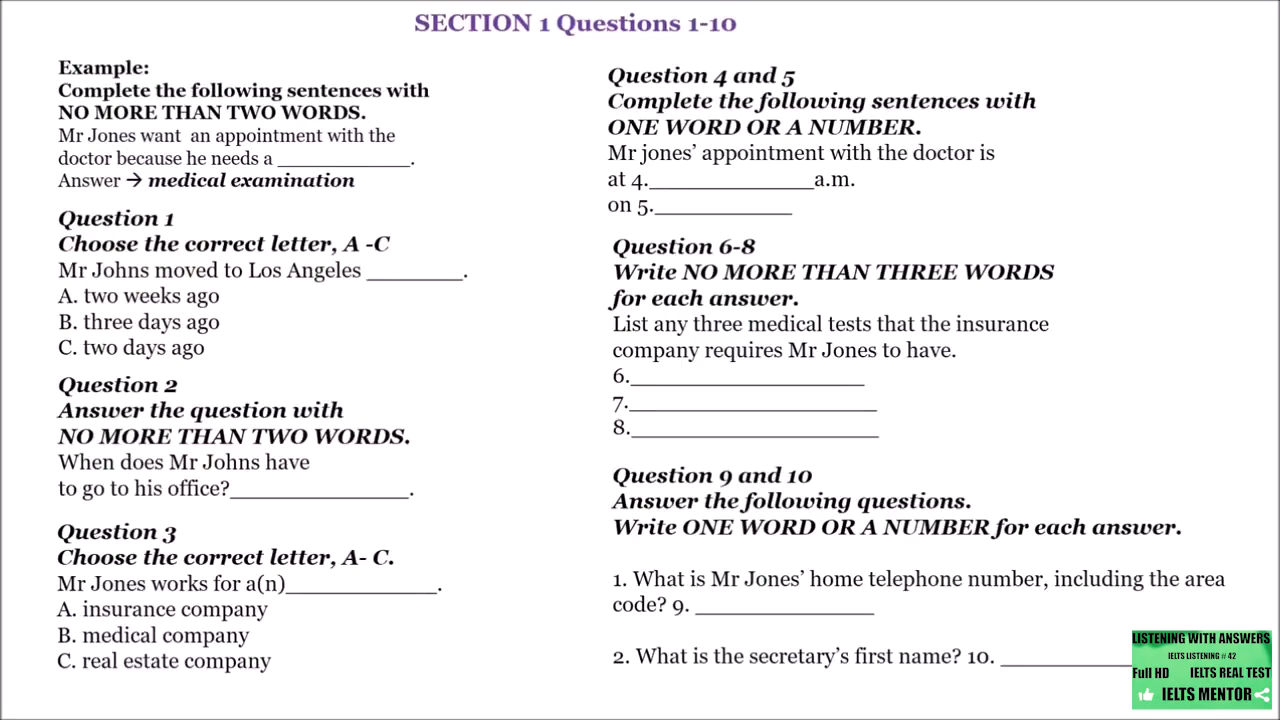 SECTION 1 Questions 1-10
Example:
Complete the following sentences with
NO MORE THAN TWO WORDS.
Mr Jones want  an appointment with the
doctor because he needs a ____________.
Answer → medical examination
Question 1
Choose the correct letter, A -C
Mr Johns moved to Los Angeles ________.
A. two weeks ago
B. three days ago
C. two days ago
Question 2
Answer the question with
NO MORE THAN TWO WORDS.
When does Mr Johns have
to go to his office?_______________.
Question 3
Choose the correct letter, A- C.
Mr Jones works for a(n)_____________.
A. insurance company
B. medical company
C. real estate company
Question 4 and 5
Complete the following sentences with
ONE WORD OR A NUMBER.
Mr jones’ appointment with the doctor is
at 4.______________a.m.
on 5.____________
Question 6-8
Write NO MORE THAN THREE WORDS
for each answer.
List any three medical tests that the insurance
company requires Mr Jones to have.
6.____________________
7._____________________
8._____________________
Question 9 and 10
Answer the following questions.
Write ONE WORD OR A NUMBER for each answer.
1. What is Mr Jones’ home telephone number, including the area
code? 9. _______________
2. What is the secretary’s first name? 10. ___________
LISTENING WITH ANSWERS
IELTS LISTENING # 42
Full HD IELTS REAL TEST
IELTS MENTOR